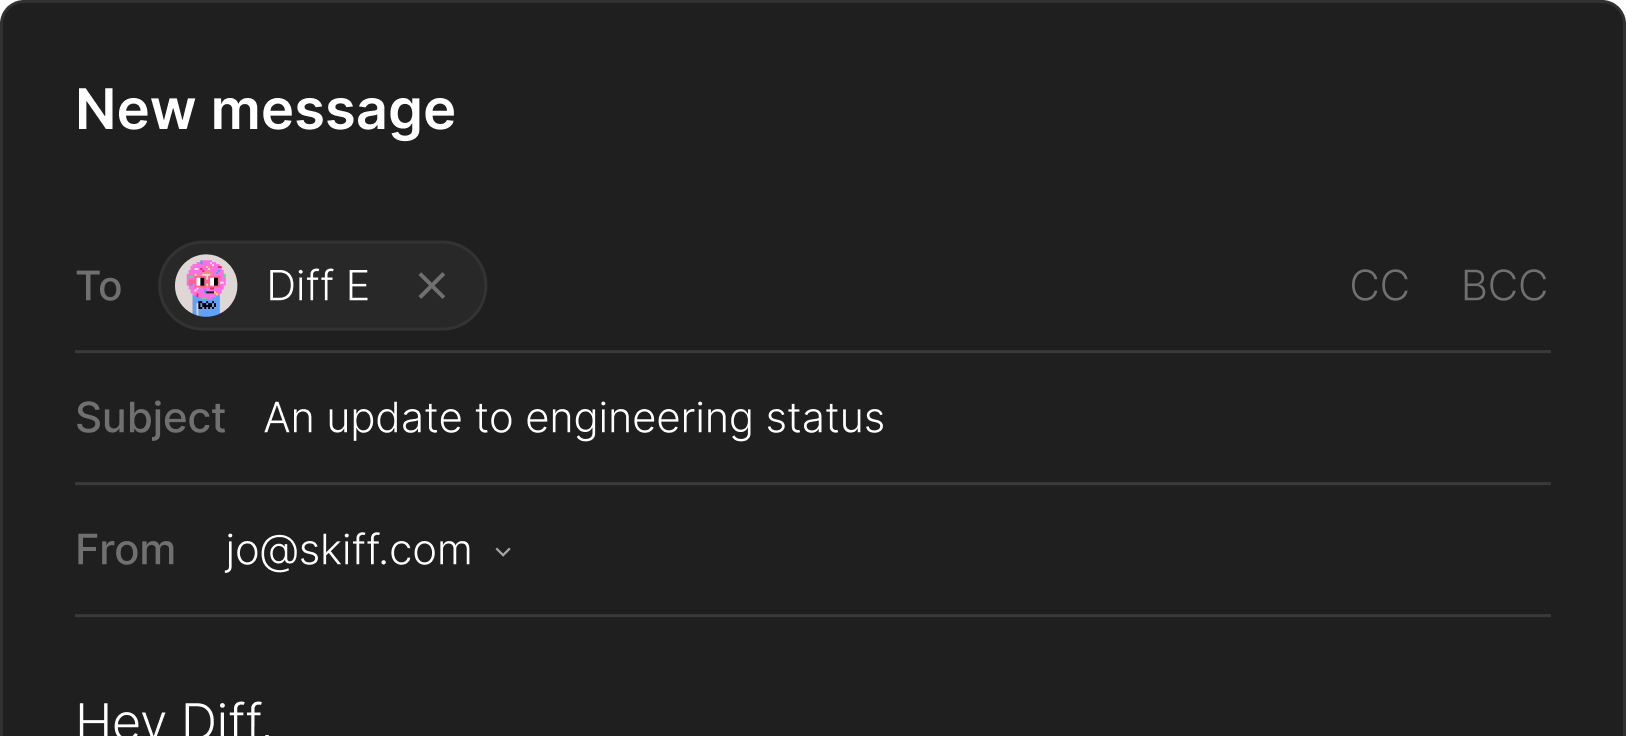 New message
To Diff E CC BCC
Subject An update to engineering status
From jo@skiff.com
Hey Diff,